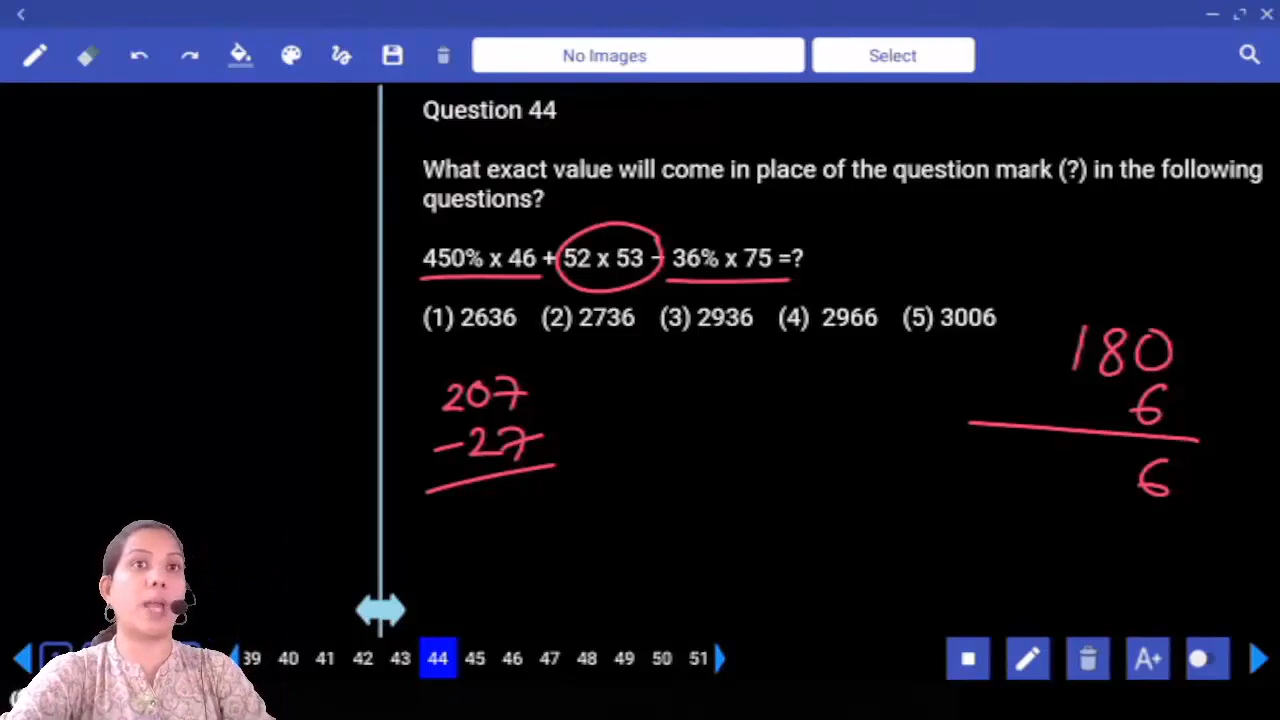 No Images
Select
Question 44
What exact value will come in place of the question mark (?) in the following
questions?
450% x 46 + 52 x 53 - 36% x 75 =?
(1) 2636 (2) 2736 (3) 2936 (4) 2966 (5) 3006
207
-27
180
6
6
39 40 41 42 43 44 45 46 47 48 49 50 51
A+